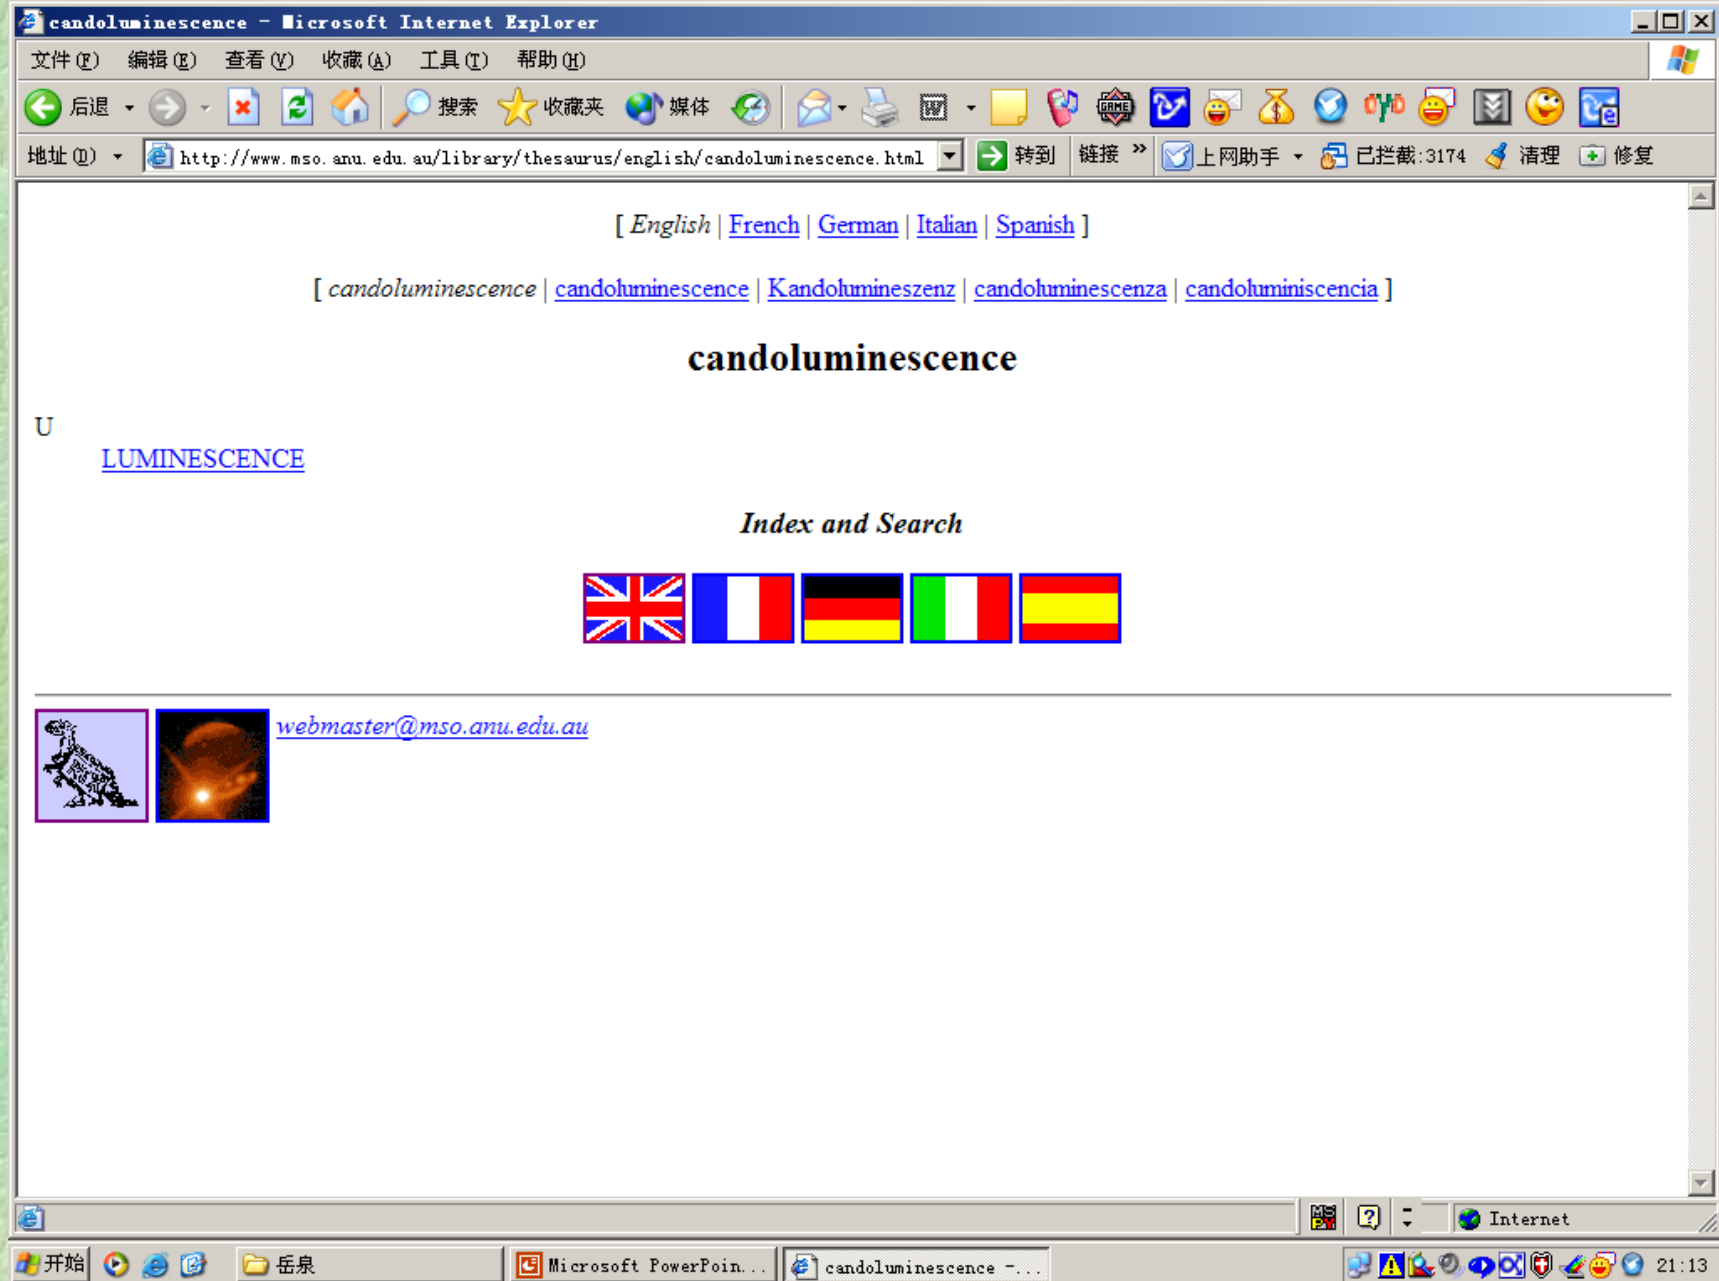 candoluminescence - Microsoft Internet Explorer
文件(F) 编辑(E) 查看(V) 收藏(A) 工具(T) 帮助(H)
后退 搜索 收藏夹 媒体 GAME
地址(D) http://www.mso.anu.edu.au/library/thesaurus/english/candoluminescence.html 转到 链接 » 上网助手 已拦截:3174 清理 修复
[ English | French | German | Italian | Spanish ]
[ candoluminescence | candoluminescence | Kandolumineszenz | candoluminescenza | candoluminiscencia ]
candoluminescence
U
LUMINESCENCE
Index and Search
webmaster@mso.anu.edu.au
Internet
开始 岳泉 Microsoft PowerPoin... candoluminescence -... 21:13